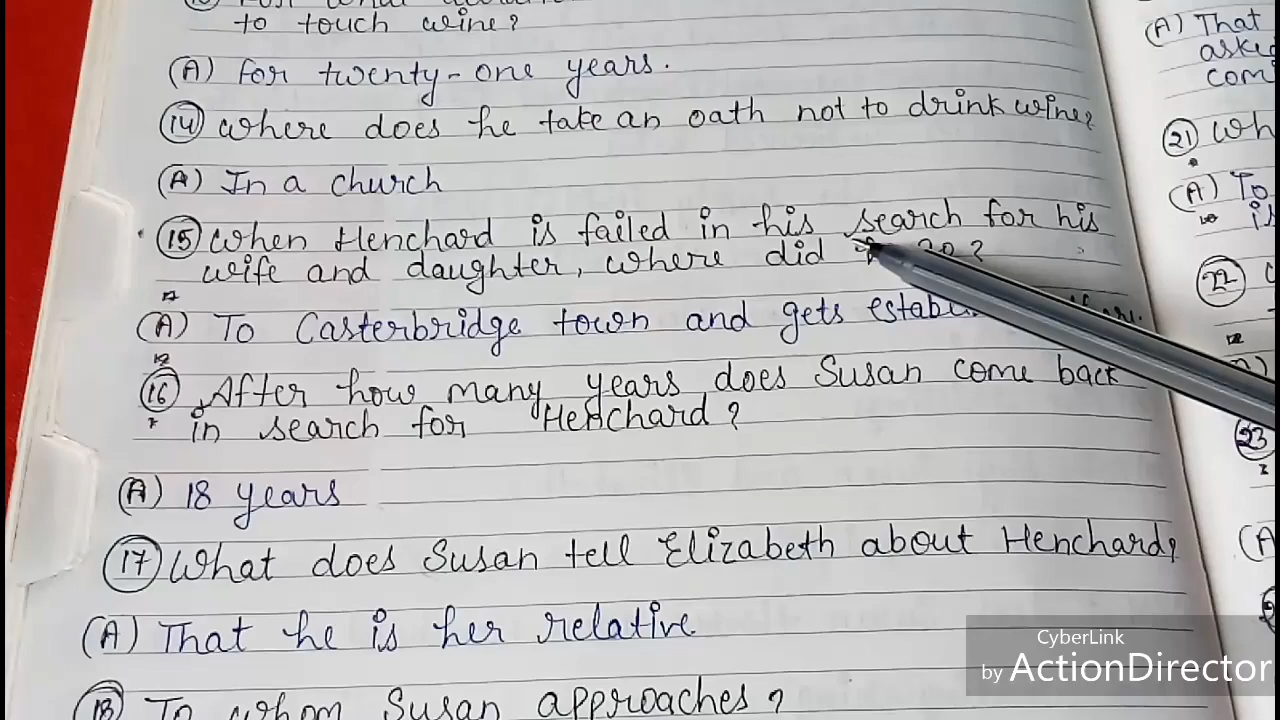 to touch wine?
(A) For twenty-one years.
(14) Where does he take an oath not to drink wine?
(A) In a church
(15) When Henchard is failed in his search for his
wife and daughter, where did go?
(A) To Casterbridge town and gets
(16) After how many years does Susan come back
in search for Henchard?
(A) 18 years
(17) What does Susan tell Elizabeth about Henchard?
(A) That he is her relative
(18) To whom Susan approaches?
(A) That
(21) Wh
(A) To
is
(22)
(23)
(A
CyberLink
by ActionDirector